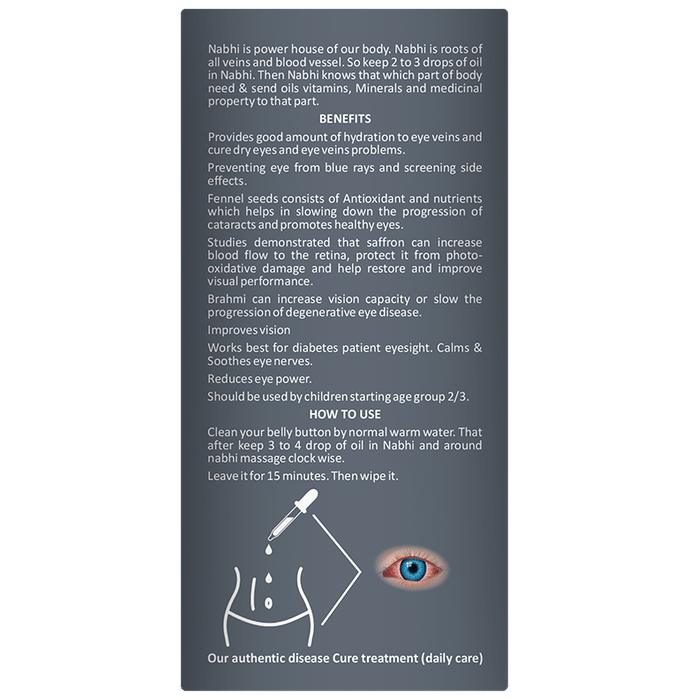 Nabhi is power house of our body. Nabhi is roots of
all veins and blood vessel. So keep 2 to 3 drops of oil
in Nabhi. Then Nabhi knows that which part of body
need & send oils vitamins, Minerals and medicinal
property to that part.
BENEFITS
Provides good amount of hydration to eye veins and
cure dry eyes and eye veins problems.
Preventing eye from blue rays and screening side
effects.
Fennel seeds consists of Antioxidant and nutrients
which helps in slowing down the progression of
cataracts and promotes healthy eyes.
Studies demonstrated that saffron can increase
blood flow to the retina, protect it from photo-
oxidative damage and help restore and improve
visual performance.
Brahmi can increase vision capacity or slow the
progression of degenerative eye disease.
Improves vision
Works best for diabetes patient eyesight. Calms &
Soothes eye nerves.
Reduces eye power.
Should be used by children starting age group 2/3.
HOW TO USE
Clean your belly button by normal warm water. That
after keep 3 to 4 drop of oil in Nabhi and around
nabhi massage clock wise.
Leave it for 15 minutes. Then wipe it.
Our authentic disease Cure treatment (daily care)